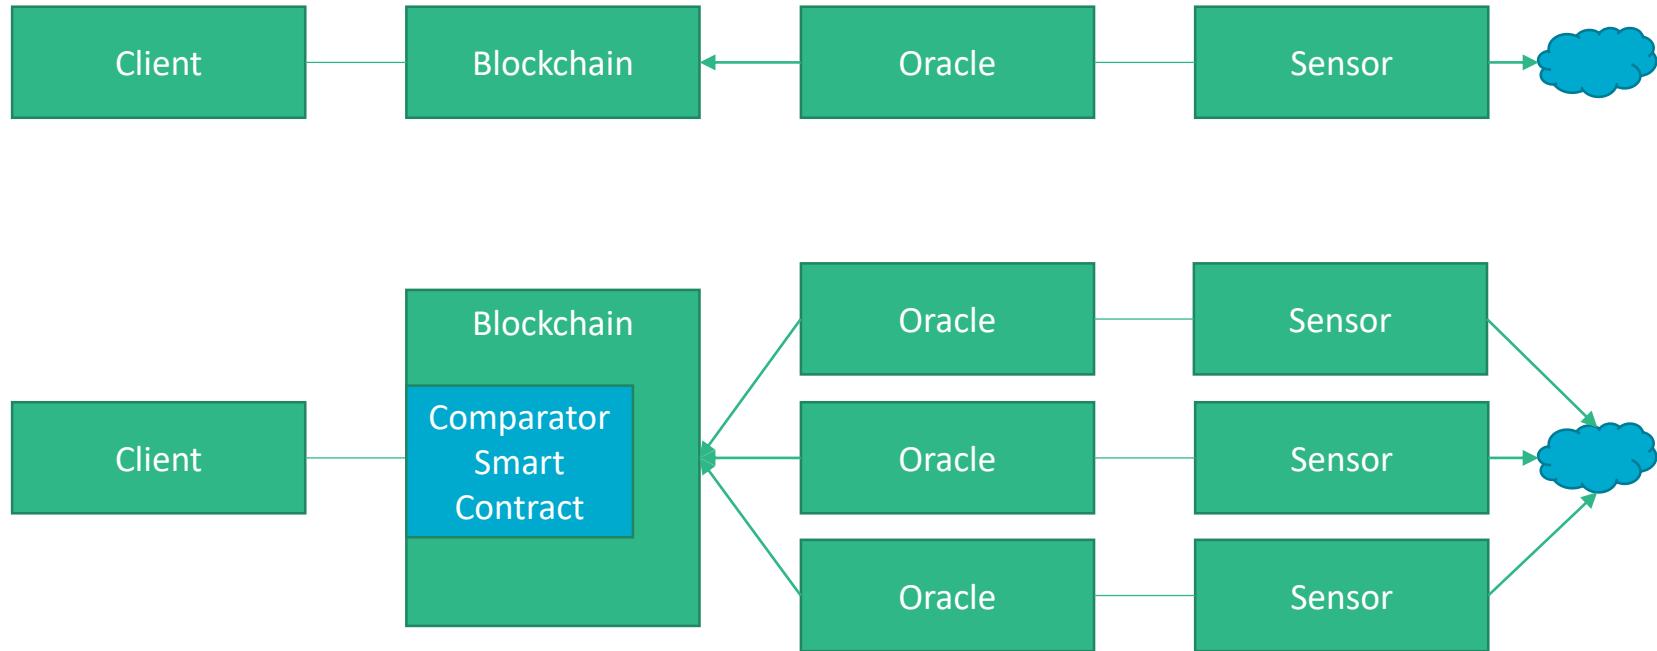 Client
Blockchain
Oracle
Sensor
Blockchain
Comparator
Smart
Contract
Client
Oracle
Sensor
Oracle
Sensor
Oracle
Sensor